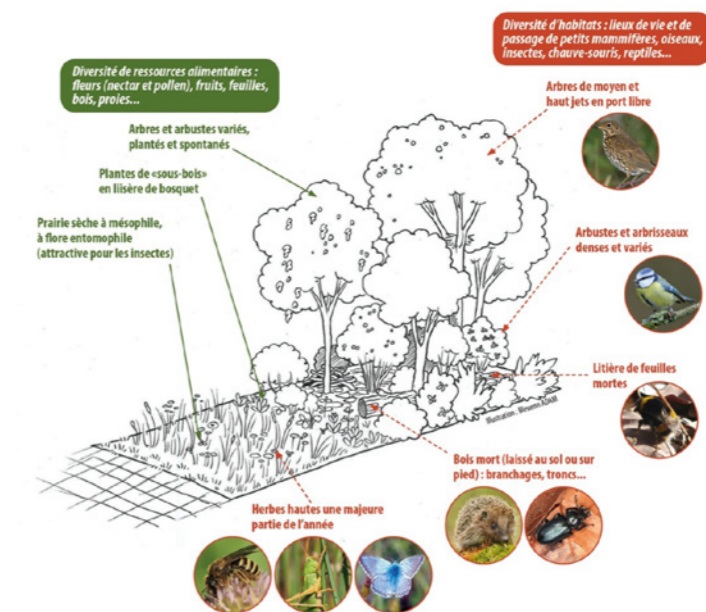 Diversité d'habitats : lieux de vie et de
passage de petits mammifères, oiseaux,
insectes, chauve-souris, reptiles...
Diversité de ressources alimentaires :
fleurs (nectar et pollen), fruits, feuilles,
bois, proies...
Arbres de moyen et
haut jets en port libre
Arbres et arbustes variés,
plantés et spontanés
Plantes de «sous-bois»
en liisère de bosquet
Prairie sèche à mésophile,
à flore entomophile
(attractive pour les insectes)
Arbustes et arbrisseaux
denses et variés
Litière de feuilles
mortes
Illustration : Blewenn ADAM
Bois mort (laissé au sol ou sur
pied) : branchages, troncs...
Herbes hautes une majeure
partie de l'année